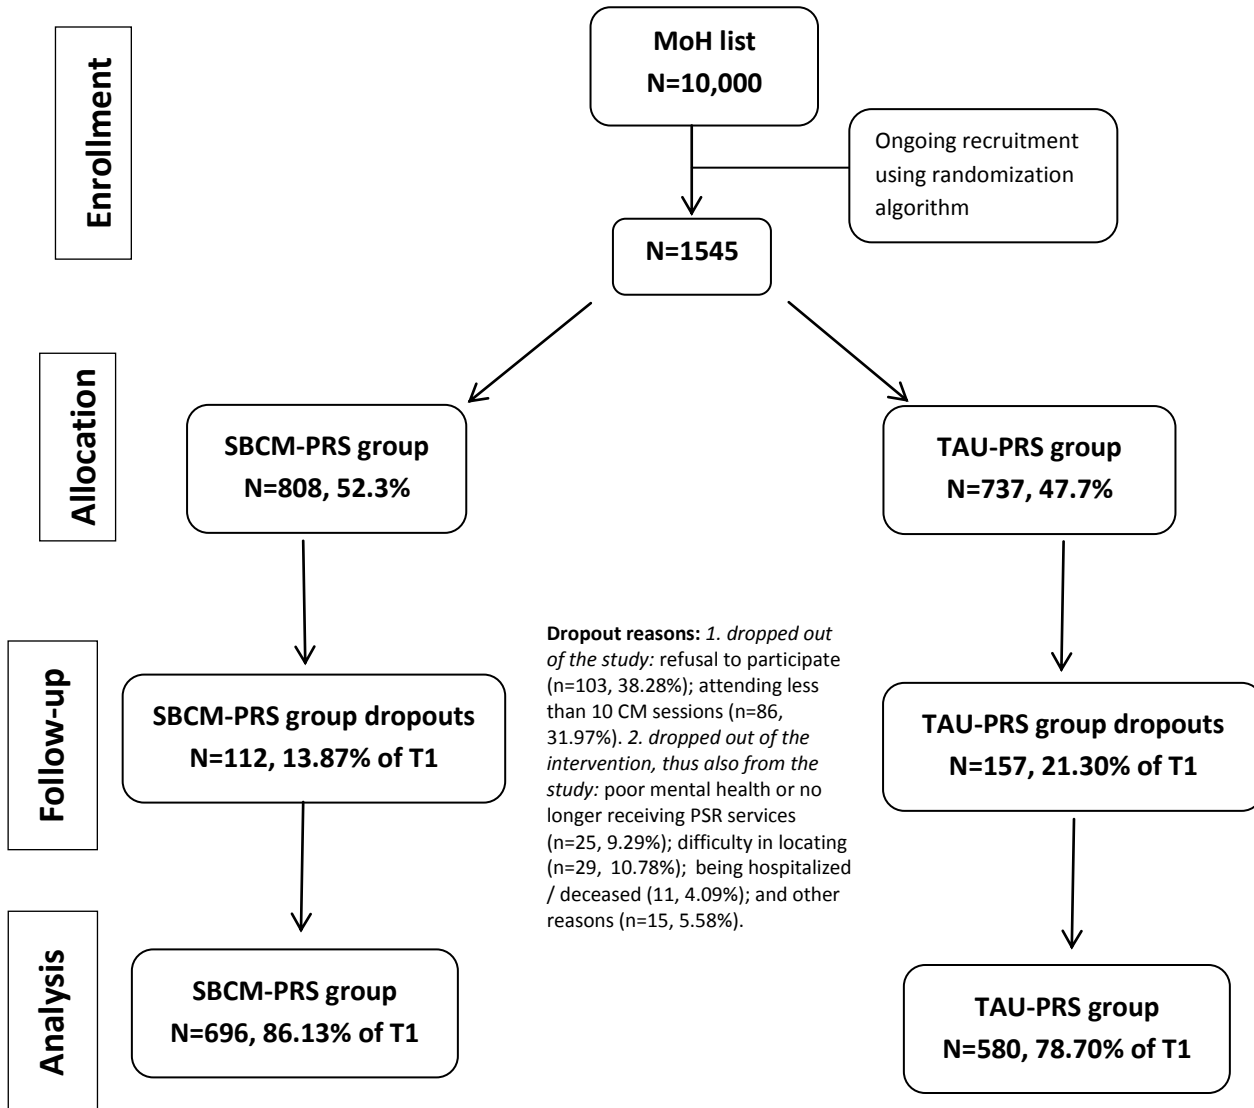 Enrollment
MoH list
N=10,000
Ongoing recruitment
using randomization
algorithm
N=1545
Allocation
SBCM-PRS group
N=808, 52.3%
TAU-PRS group
N=737, 47.7%
Follow-up
SBCM-PRS group dropouts
N=112, 13.87% of T1
Dropout reasons: 1. dropped out
of the study: refusal to participate
(n=103, 38.28%); attending less
than 10 CM sessions (n=86,
31.97%). 2. dropped out of the
intervention, thus also from the
study: poor mental health or no
longer receiving PSR services
(n=25, 9.29%); difficulty in locating
(n=29, 10.78%); being hospitalized
/ deceased (11, 4.09%); and other
reasons (n=15, 5.58%).
TAU-PRS group dropouts
N=157, 21.30% of T1
Analysis
SBCM-PRS group
N=696, 86.13% of T1
TAU-PRS group
N=580, 78.70% of T1